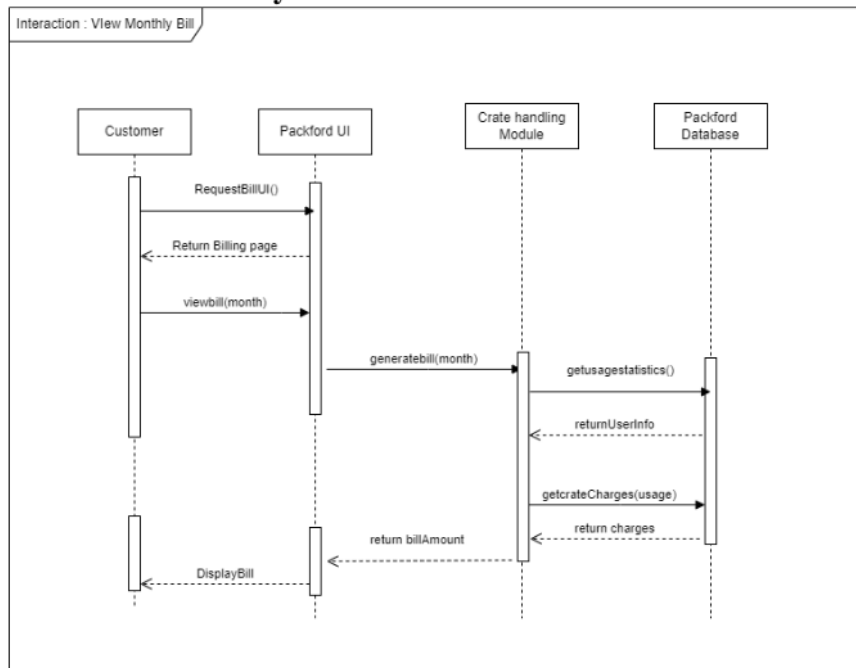 Interaction : VIew Monthly Bill
Customer
Packford UI
Crate handling
Module
Packford
Database
RequestBillUI()
Return Billing page
viewbill(month)
generatebill(month)
getusagestatistics()
returnUserInfo
getcrateCharges(usage)
return charges
return billAmount
DisplayBill